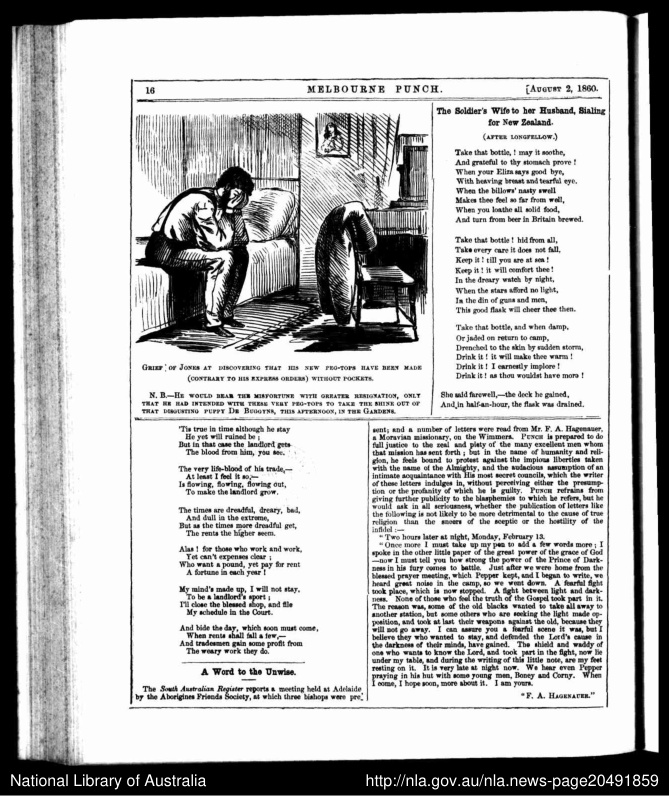 16
MELBOURNE PUNCH.
[August 2, 1860.
Grief of Jones at discovering that his new peg-tops have been made
(contrary to his express orders) without pockets.
N. B.—He would bear the misfortune with greater resignation, only
that he had intended with these very peg-tops to take the shine out of
that disgusting puppy De Buggyns, this afternoon, in the Gardens.
The Soldier's Wife to her Husband, Sialing
for New Zealand.
(AFTER LONGFELLOW.)
Take that bottle, ! may it soothe,
And grateful to thy stomach prove !
When your Eliza says good bye,
With heaving breast and tearful eye.
When the billows' nasty swell
Makes thee feel so far from well,
When you loathe all solid food,
And turn from beer in Britain brewed.
Take that bottle ! hid from all,
Take every care it does not fall,
Keep it ! till you are at sea !
Keep it ! it will comfort thee !
In the dreary watch by night,
When the stars afford no light,
In the din of guns and men,
This good flask will cheer thee then.
Take that bottle, and when damp,
Or jaded on return to camp,
Drenched to the skin by sudden storm,
Drink it ! it will make thee warm !
Drink it ! I earnestly implore !
Drink it ! as thou wouldst have more !
She said farewell,—the deck he gained,
And in half-an-hour, the flask was drained.
'Tis true in time although he stay
He yet will ruined be ;
But in that case the landlord gets
The blood from him, you see.
The very life-blood of his trade,—
At least I feel it so,—
Is flowing, flowing, flowing out,
To make the landlord grow.
The times are dreadful, dreary, bad,
And dull in the extreme,
But as the times more dreadful get,
The rents the higher seem.
Alas ! for those who work and work,
Yet can't expenses clear ;
Who want a pound, yet pay for rent
A fortune in each year !
My mind's made up, I will not stay,
To be a landlord's sport ;
I'll close the blessed shop, and file
My schedule in the Court.
And bide the day, which soon must come,
When rents shall fall a few,—
And tradesmen gain some profit from
The weary work they do.
A Word to the Unwise.
The South Australian Register reports a meeting held at Adelaide
by the Aborigines Friends Society, at which three bishops were pre-
sent; and a number of letters were read from Mr. F. A. Hagenauer,
a Moravian missionary, on the Wimmera. Punch is prepared to do
full justice to the zeal and piety of the many excellent men whom
that mission has sent forth ; but in the name of humanity and reli-
gion, he feels bound to protest against the impious liberties taken
with the name of the Almighty, and the audacious assumption of an
intimate acquaintance with His most secret councils, which the writer
of these letters indulges in, without perceiving either the presump-
tion or the profanity of which he is guilty. Punch refrains from
giving further publicity to the blasphemies to which he refers, but he
would ask in all seriousness, whether the publication of letters like
the following is not likely to be more detrimental to the cause of true
religion than the sneers of the sceptic or the hostility of the
infidel :—
"Two hours later at night, Monday, February 13.
"Once more I must take up my pen to add a few words more ; I
spoke in the other little paper of the great power of the grace of God
—now I must tell you how strong the power of the Prince of Dark-
ness in his fury comes to battle. Just after we were home from the
blessed prayer meeting, which Pepper kept, and I began to write, we
heard great noise in the camp, so we went down. A fearful fight
took place, which is now stopped. A fight between light and dark-
ness. None of those who feel the truth of the Gospel took part in it.
The reason was, some of the old blacks wanted to take all away to
another station, but some others who are seeking the light made op-
position, and took at last their weapons against the old, because they
will not go away. I can assure you a fearful scene it was, but I
believe they who wanted to stay, and defended the Lord's cause in
the darkness of their minds, have gained. The shield and waddy of
one who wants to know the Lord, and took part in the fight, now lie
under my table, and during the writing of this little note, are my feet
resting on it. It is very late at night now. We hear even Pepper
praying in his hut with some young men, Boney and Corny. When
I come, I hope soon, more about it. I am yours.
"F. A. Hagenauer."
National Library of Australia
http://nla.gov.au/nla.news-page20491859